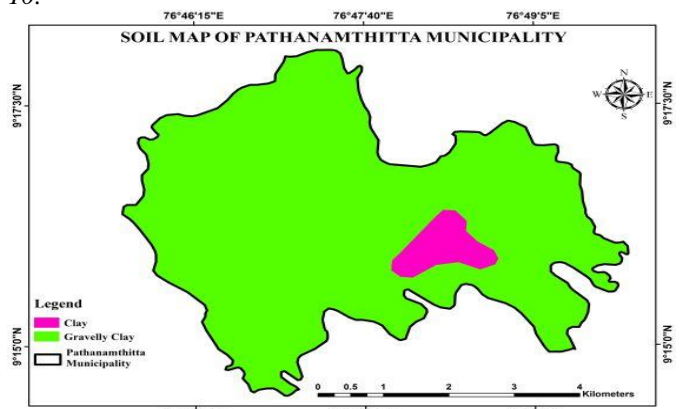 10.
76°46'15"E 76°47'40"E 76°49'5"E
SOIL MAP OF PATHANAMTHITTA MUNICIPALITY
9°17'30"N
9°17'30"N
N
W E
S
Legend
Clay
Gravelly Clay
Pathanamthitta
Municipality
9°15'0"N
9°15'0"N
0 0.5 1 2 3 4
Kilometers